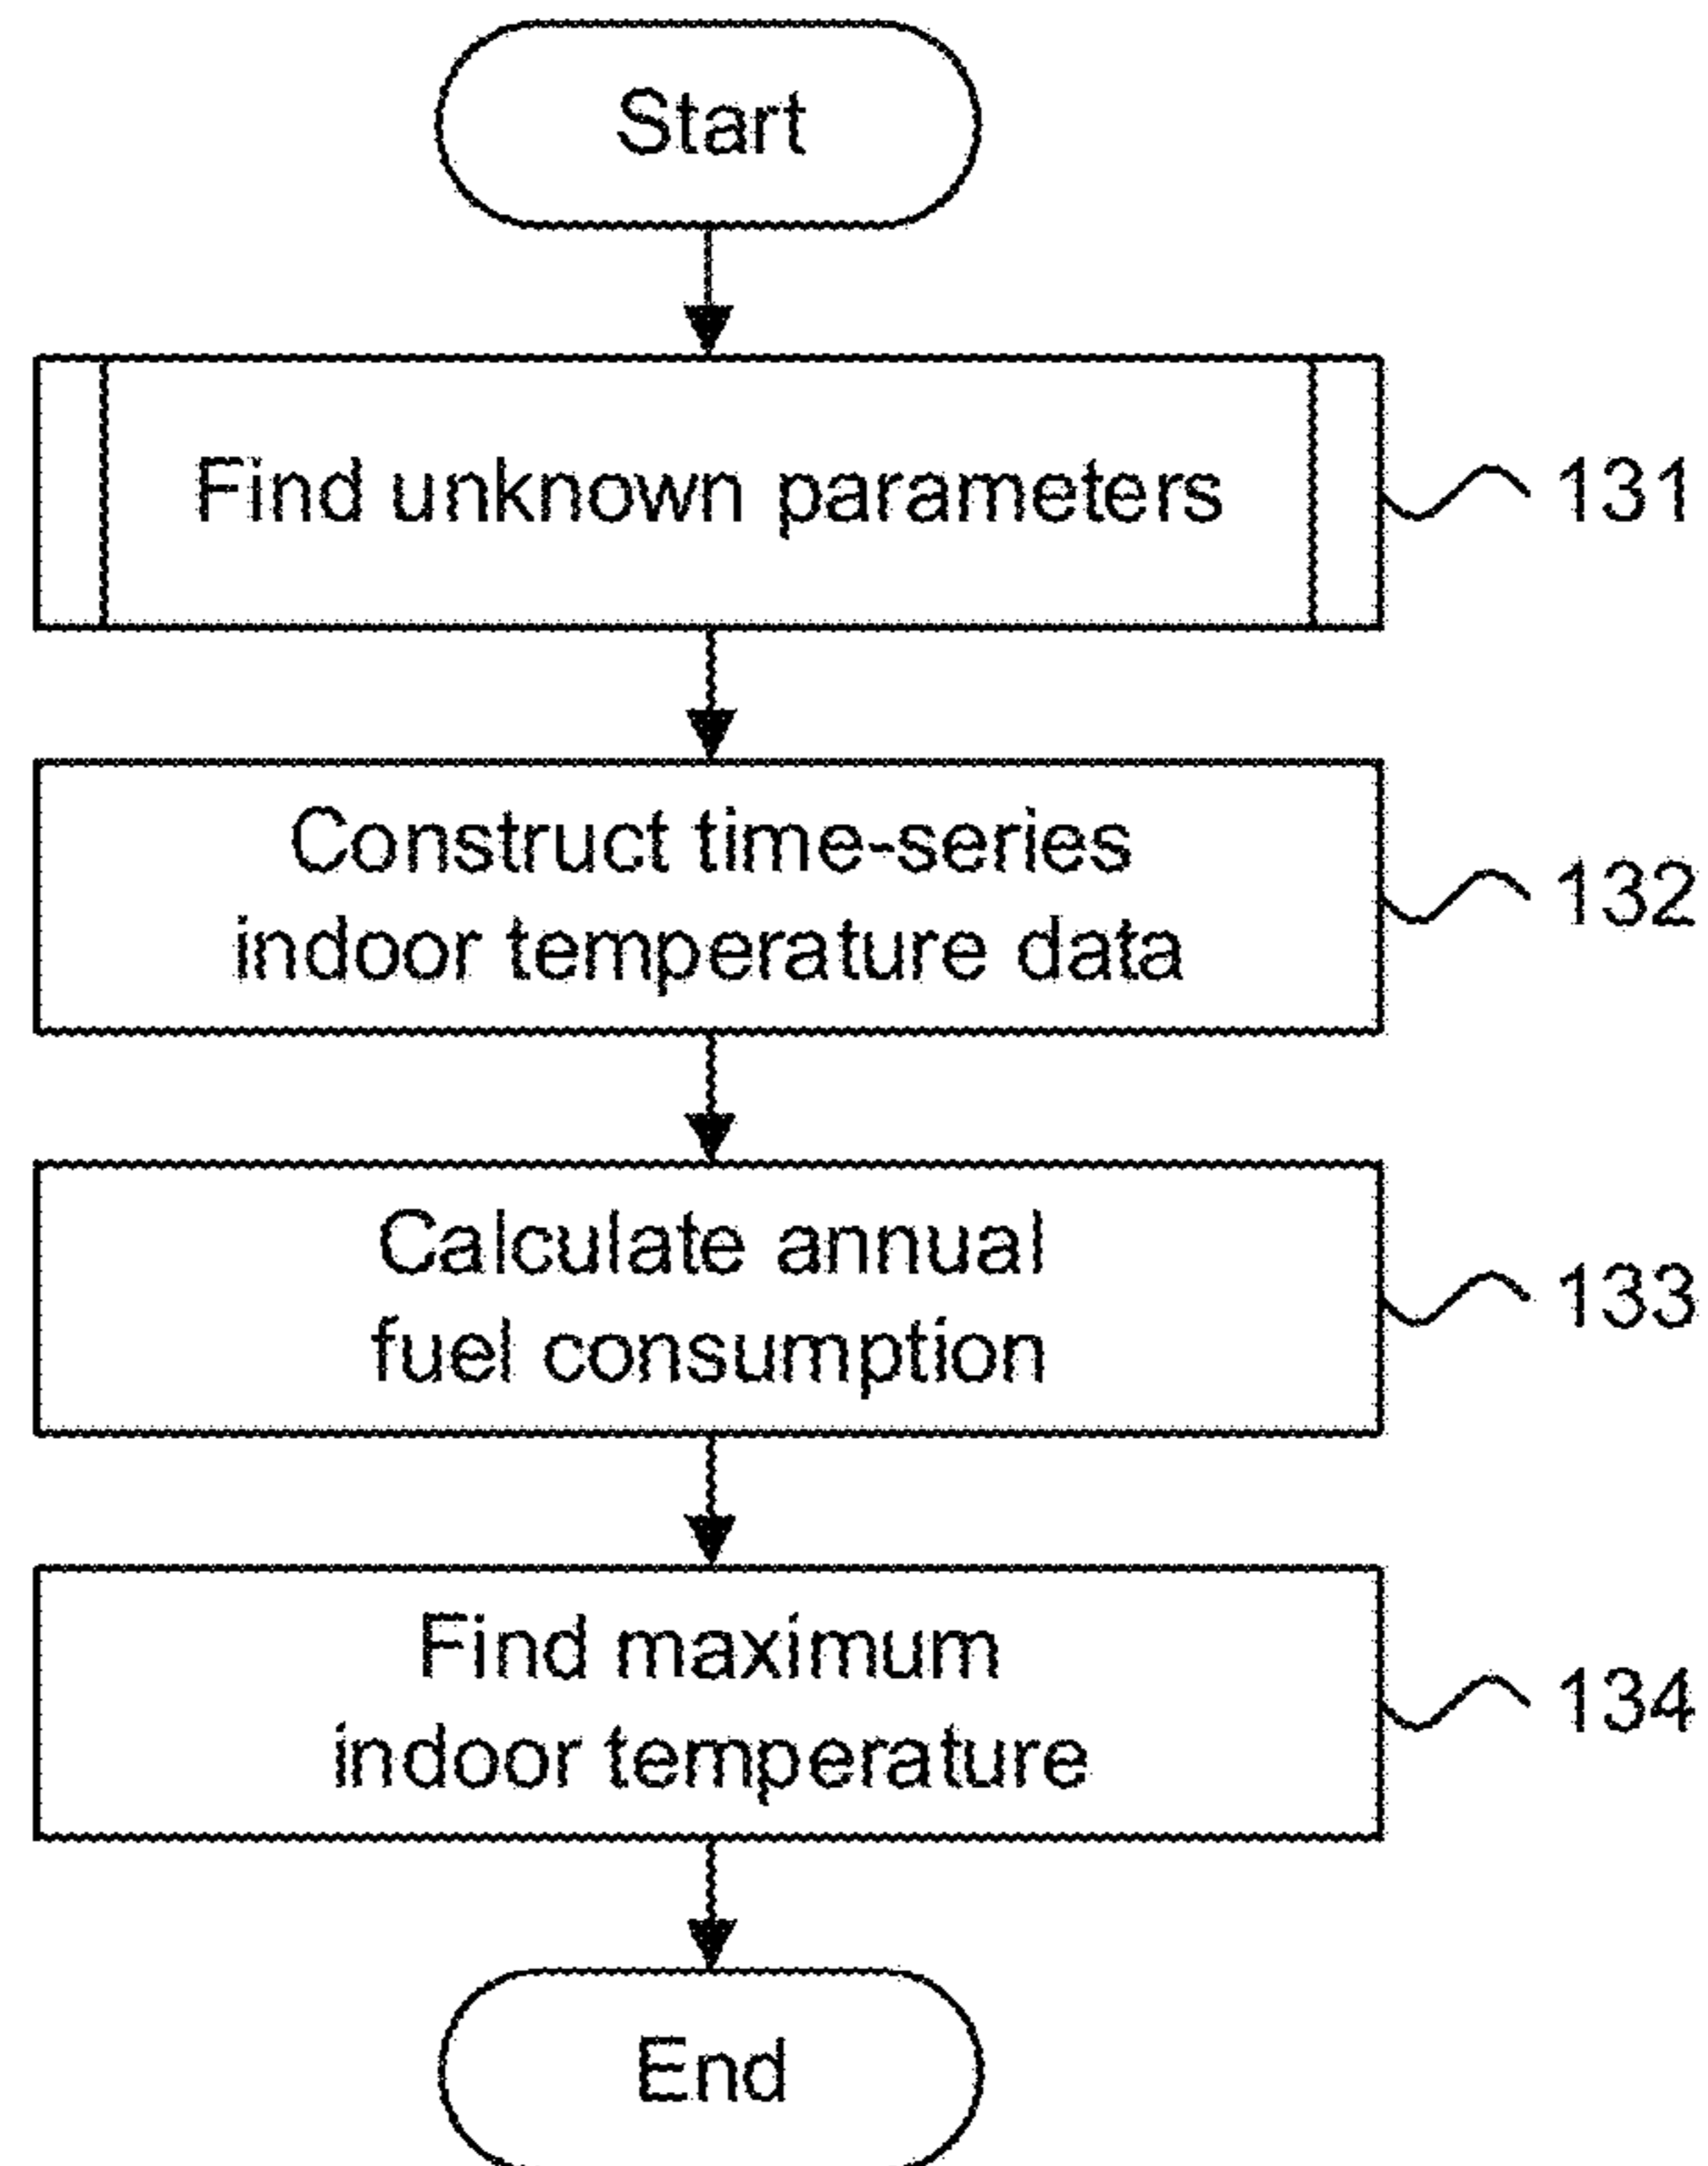 Start
Find unknown parameters
131
Construct time-series
indoor temperature data
132
Calculate annual
fuel consumption
133
Find maximum
indoor temperature
134
End